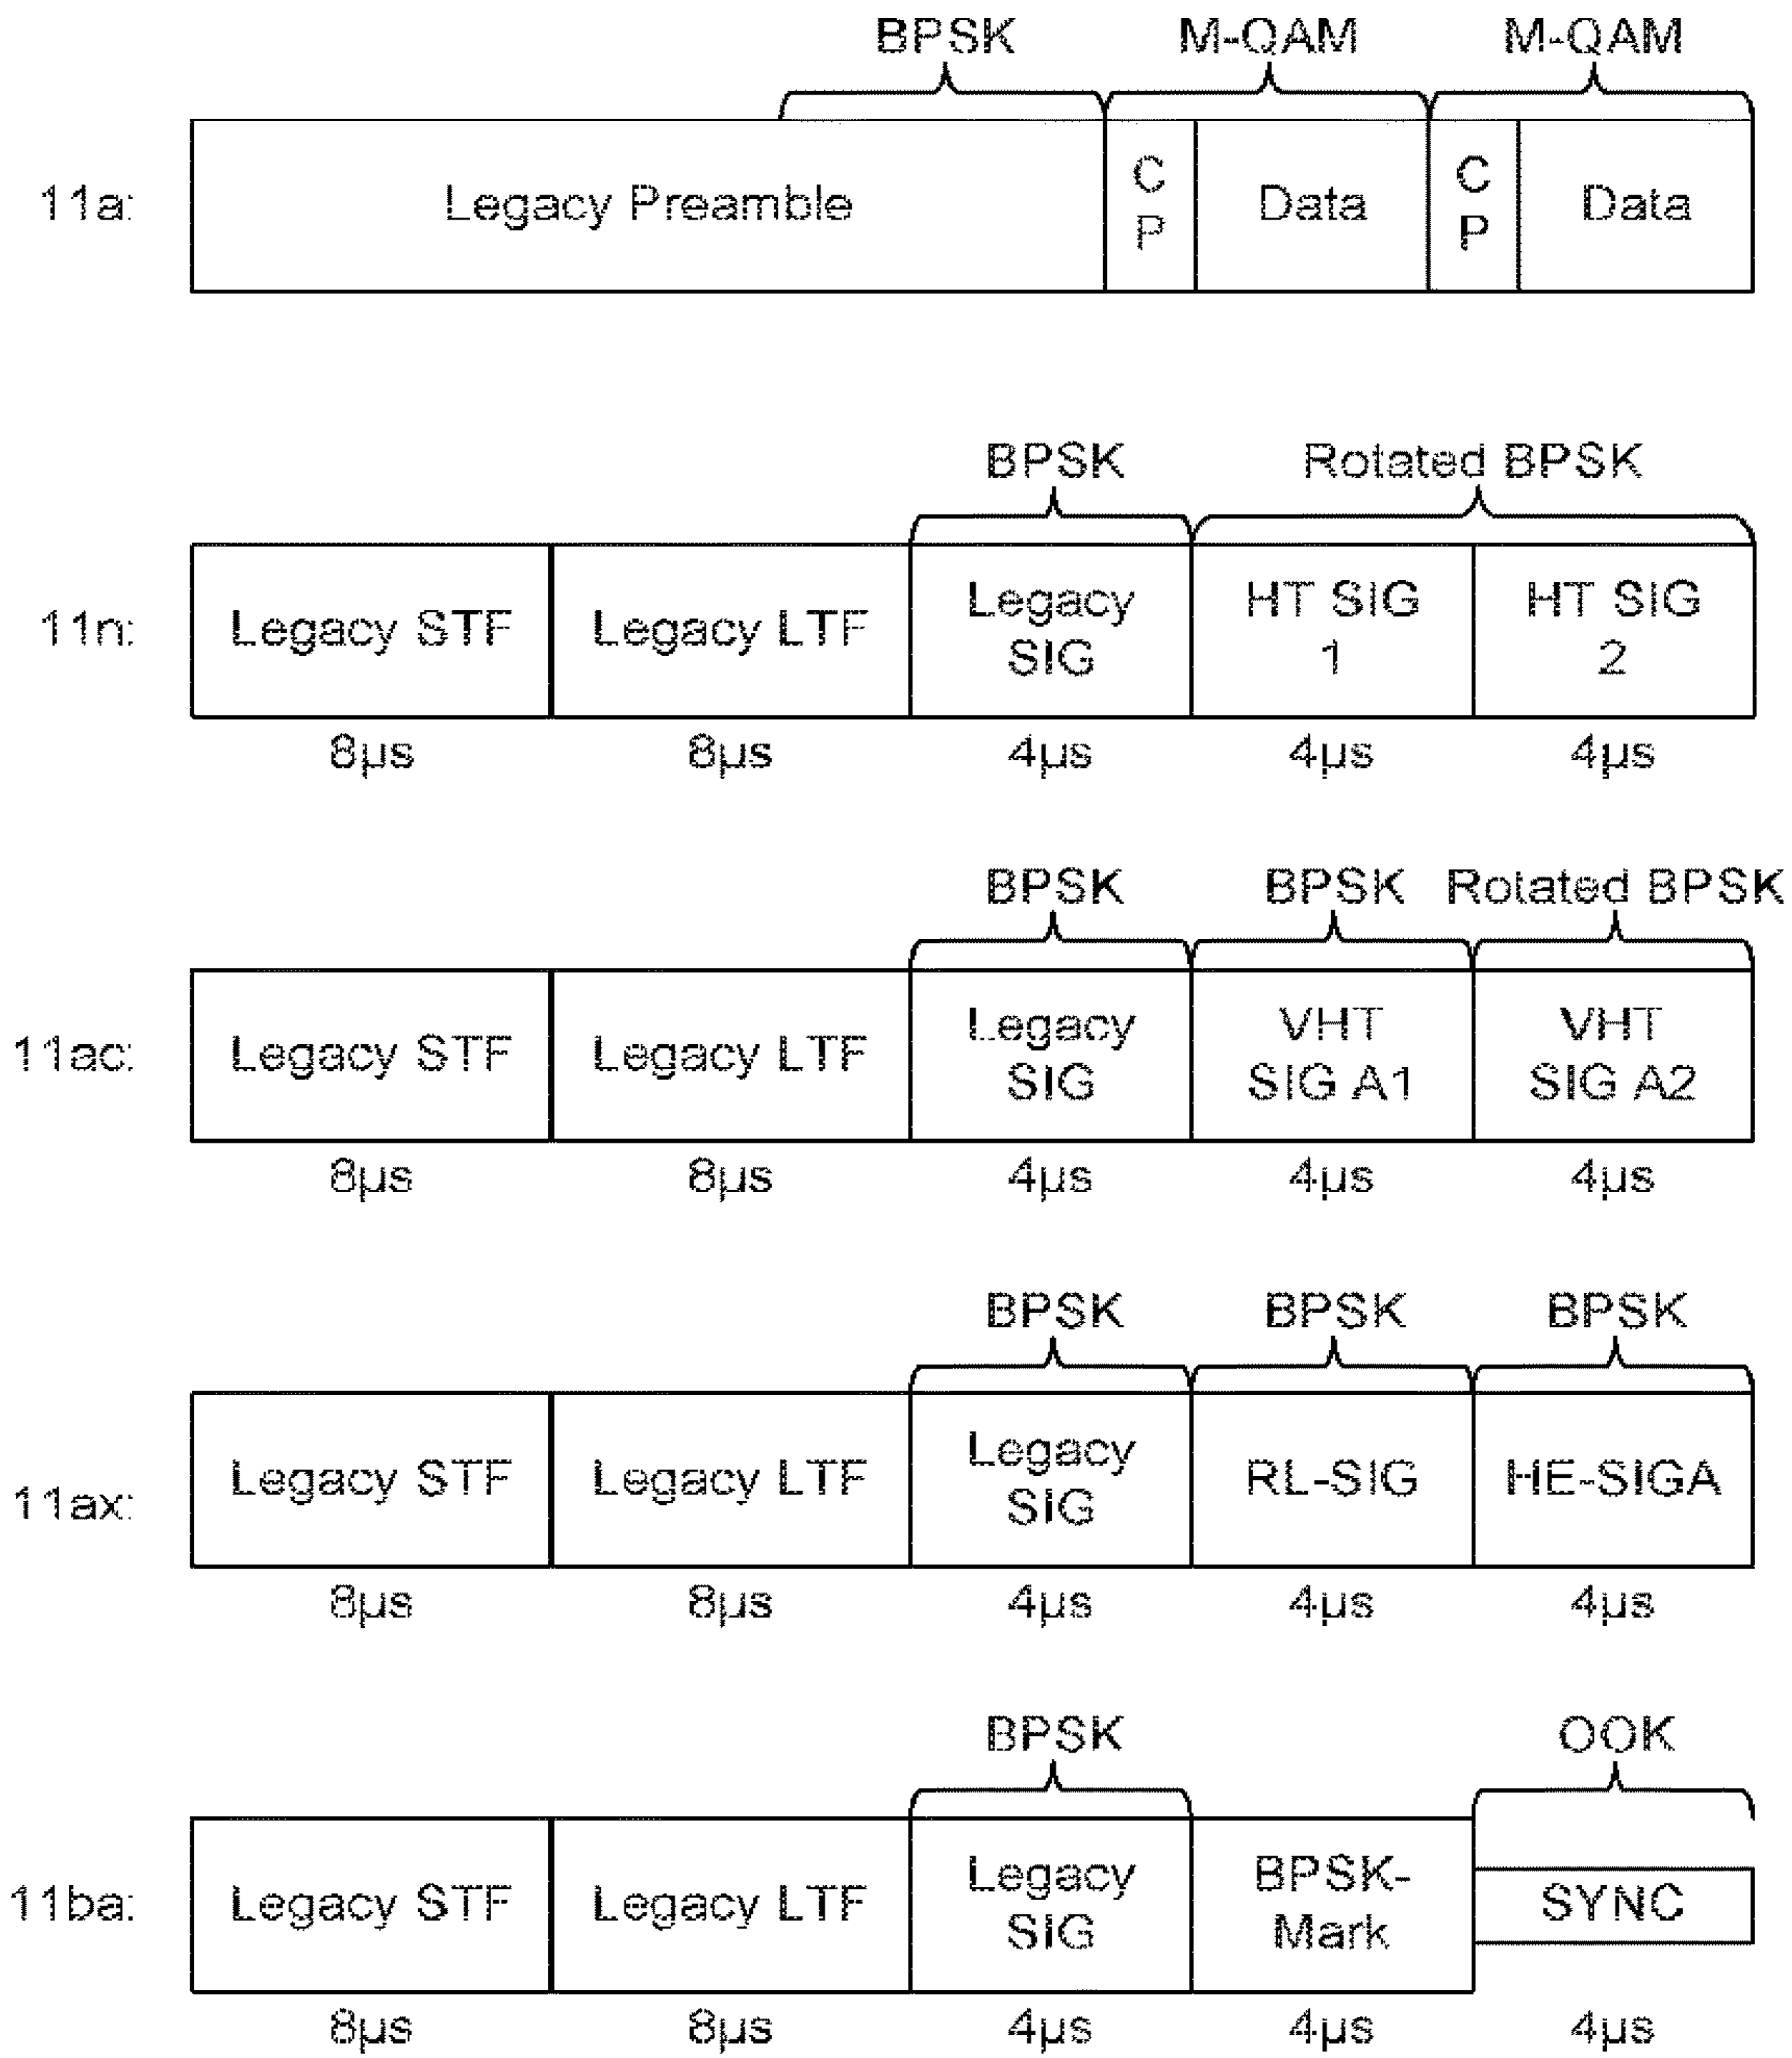 BPSK M-QAM M-QAM
11a: Legacy Preamble C P Data C P Data
BPSK Rotated BPSK
11n: Legacy STF Legacy LTF Legacy SIG HT SIG 1 HT SIG 2
8µs 8µs 4µs 4µs 4µs
BPSK BPSK Rotated BPSK
11ac: Legacy STF Legacy LTF Legacy SIG VHT SIG A1 VHT SIG A2
8µs 8µs 4µs 4µs 4µs
BPSK BPSK BPSK
11ax: Legacy STF Legacy LTF Legacy SIG RL-SIG HE-SIGA
8µs 8µs 4µs 4µs 4µs
BPSK OOK
11ba: Legacy STF Legacy LTF Legacy SIG BPSK-Mark SYNC
8µs 8µs 4µs 4µs 4µs